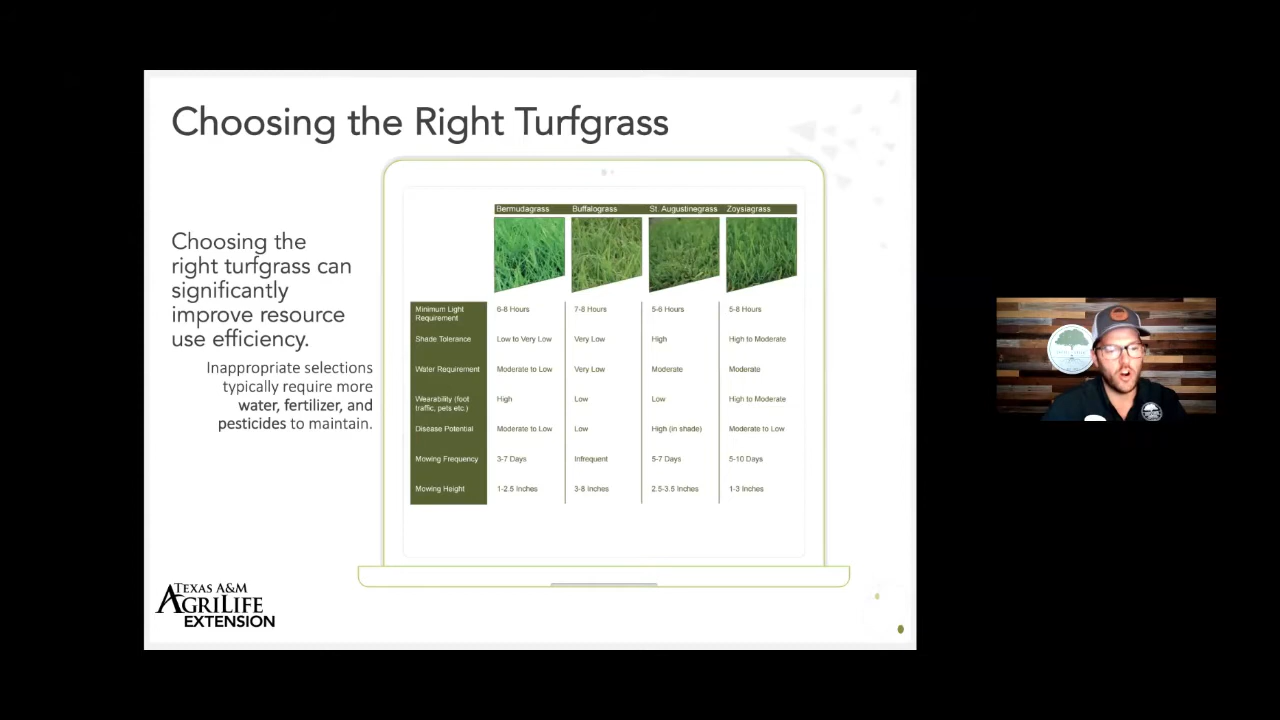 Choosing the Right Turfgrass
Choosing the
right turfgrass can
significantly
improve resource
use efficiency.
Inappropriate selections
typically require more
water, fertilizer, and
pesticides to maintain.
Bermudagrass Buffalograss St. Augustinegrass Zoysiagrass
Minimum Light
Requirement
6-8 Hours 7-8 Hours 5-6 Hours 5-8 Hours
Shade Tolerance Low to Very Low Very Low High High to Moderate
Water Requirement Moderate to Low Very Low Moderate Moderate
Wearability (foot
traffic, pets etc.)
High Low Low High to Moderate
Disease Potential Moderate to Low Low High (in shade) Moderate to Low
Mowing Frequency 3-7 Days Infrequent 5-7 Days 5-10 Days
Mowing Height 1-2.5 Inches 3-8 Inches 2.5-3.5 Inches 1-3 Inches
TEXAS A&M
AGRILIFE
EXTENSION